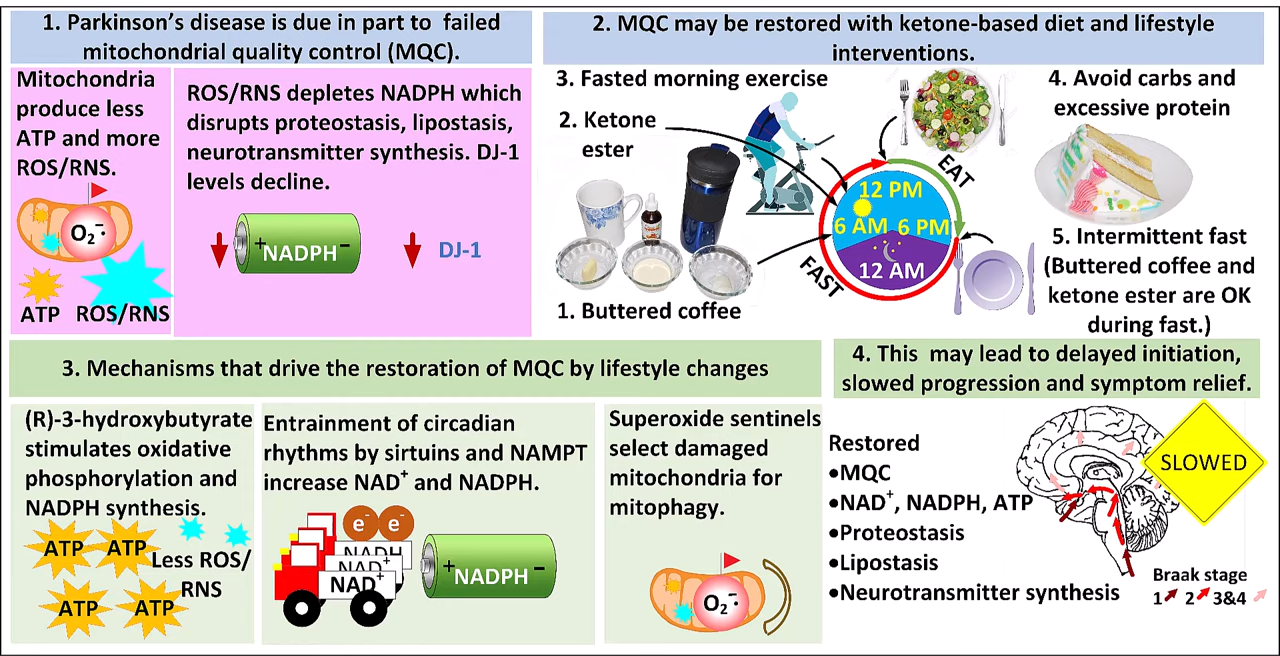 1. Parkinson's disease is due in part to failed
mitochondrial quality control (MQC).
Mitochondria
produce less
ATP and more
ROS/RNS.
O₂⁻·
ATP
ROS/RNS
ROS/RNS depletes NADPH which
disrupts proteostasis, lipostasis,
neurotransmitter synthesis. DJ-1
levels decline.
+NADPH−
DJ-1
2. MQC may be restored with ketone-based diet and lifestyle
interventions.
3. Fasted morning exercise
2. Ketone
ester
1. Buttered coffee
EAT
12 PM
6 AM 6 PM
12 AM
FAST
4. Avoid carbs and
excessive protein
5. Intermittent fast
(Buttered coffee and
ketone ester are OK
during fast.)
3. Mechanisms that drive the restoration of MQC by lifestyle changes
(R)-3-hydroxybutyrate
stimulates oxidative
phosphorylation and
NADPH synthesis.
ATP
ATP
Less ROS/
RNS
ATP
ATP
Entrainment of circadian
rhythms by sirtuins and NAMPT
increase NAD⁺ and NADPH.
e⁻ e⁻
NADH
NAD⁺
NAD⁺
+NADPH−
Superoxide sentinels
select damaged
mitochondria for
mitophagy.
O₂⁻·
4. This may lead to delayed initiation,
slowed progression and symptom relief.
Restored
•MQC
•NAD⁺, NADPH, ATP
•Proteostasis
•Lipostasis
•Neurotransmitter synthesis
SLOWED
Braak stage
1 2 3&4